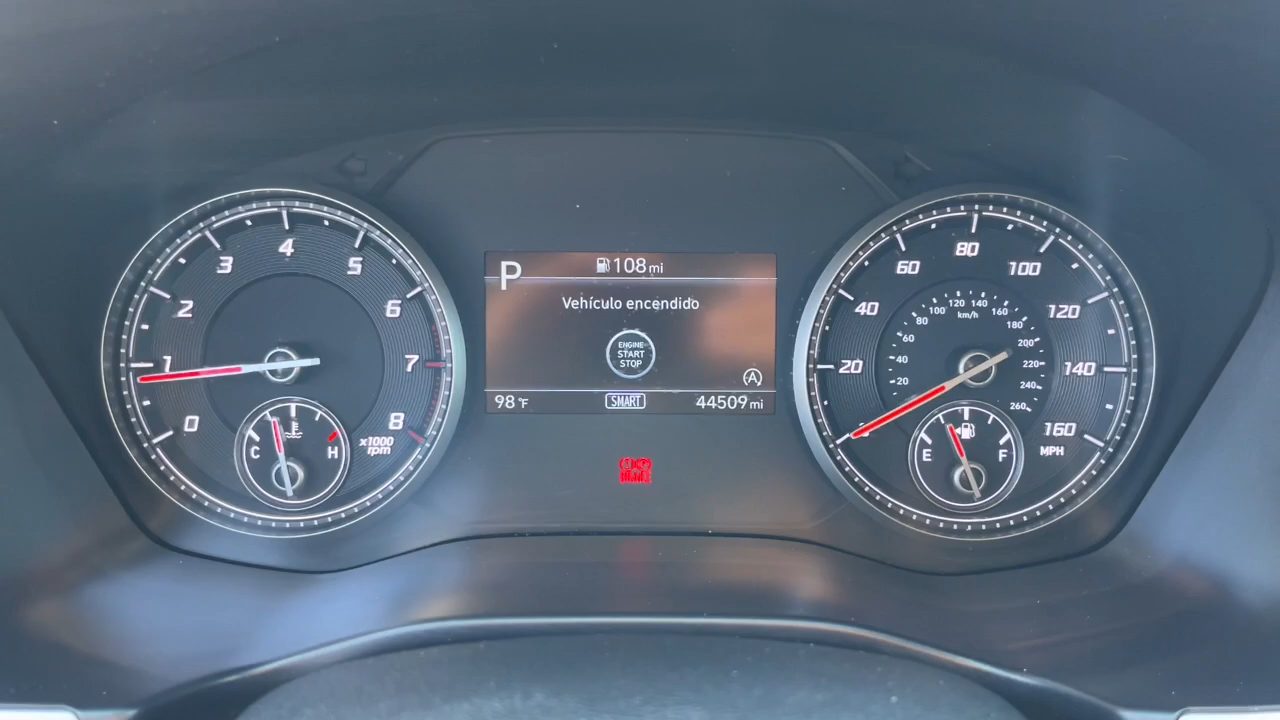 P
108 mi
Vehículo encendido
ENGINE
START
STOP
A
98 °F
SMART
44509 mi
0
1
2
3
4
5
6
7
8
x1000
rpm
C
H
20
40
60
80
100
120
140
160
MPH
20
40
60
80
100
120
140
160
180
200
220
240
260
km/h
E
F